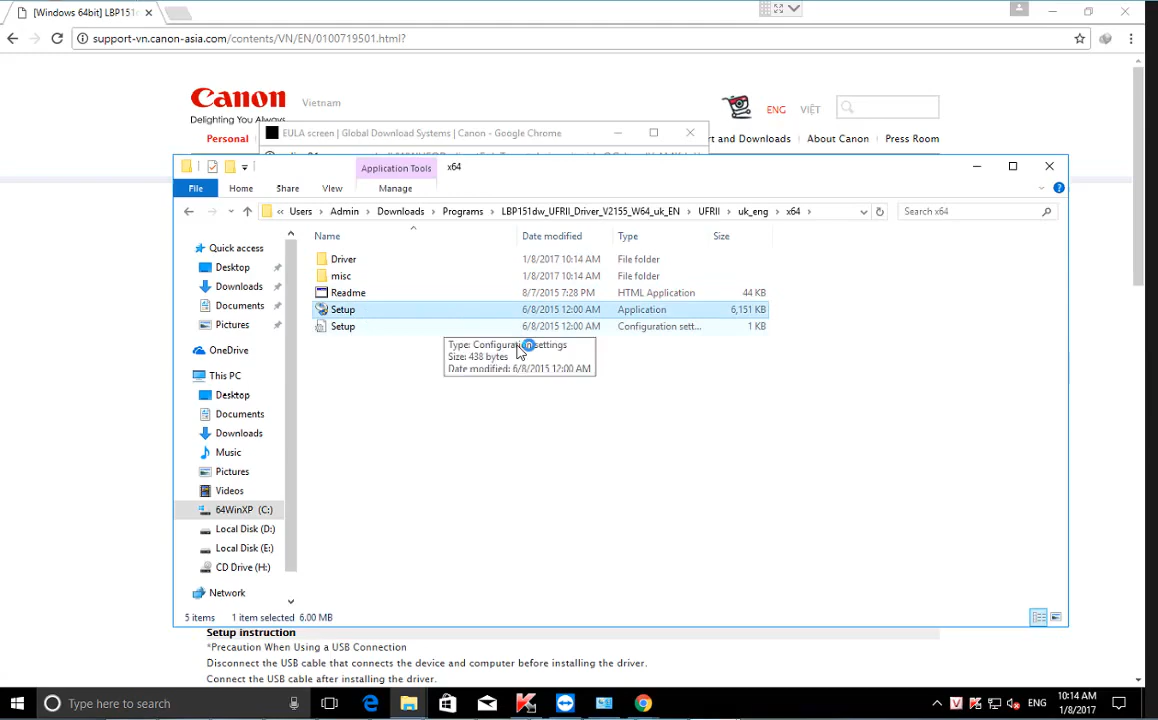 [Windows 64bit] LBP151
support-vn.canon-asia.com/contents/VN/EN/0100719501.html?
Canon
Delighting You Always
Vietnam
ENG
VIỆT
Personal
rt and Downloads
About Canon
Press Room
EULA screen | Global Download Systems | Canon - Google Chrome
Application Tools
x64
File
Home
Share
View
Manage
Users
Admin
Downloads
Programs
LBP151dw_UFRII_Driver_V2155_W64_uk_EN
UFRII
uk_eng
x64
Search x64
Name
Date modified
Type
Size
Driver 1/8/2017 10:14 AM File folder
misc 1/8/2017 10:14 AM File folder
Readme 8/7/2015 7:28 PM HTML Application 44 KB
Setup 6/8/2015 12:00 AM Application 6,151 KB
Setup 6/8/2015 12:00 AM Configuration sett... 1 KB
Type: Configuration settings
Size: 438 bytes
Date modified: 6/8/2015 12:00 AM
Quick access
Desktop
Downloads
Documents
Pictures
OneDrive
This PC
Desktop
Documents
Downloads
Music
Pictures
Videos
64WinXP (C:)
Local Disk (D:)
Local Disk (E:)
CD Drive (H:)
Network
5 items
1 item selected 6.00 MB
Setup instruction
*Precaution When Using a USB Connection
Disconnect the USB cable that connects the device and computer before installing the driver.
Connect the USB cable after installing the driver.
Type here to search
ENG
10:14 AM
1/8/2017